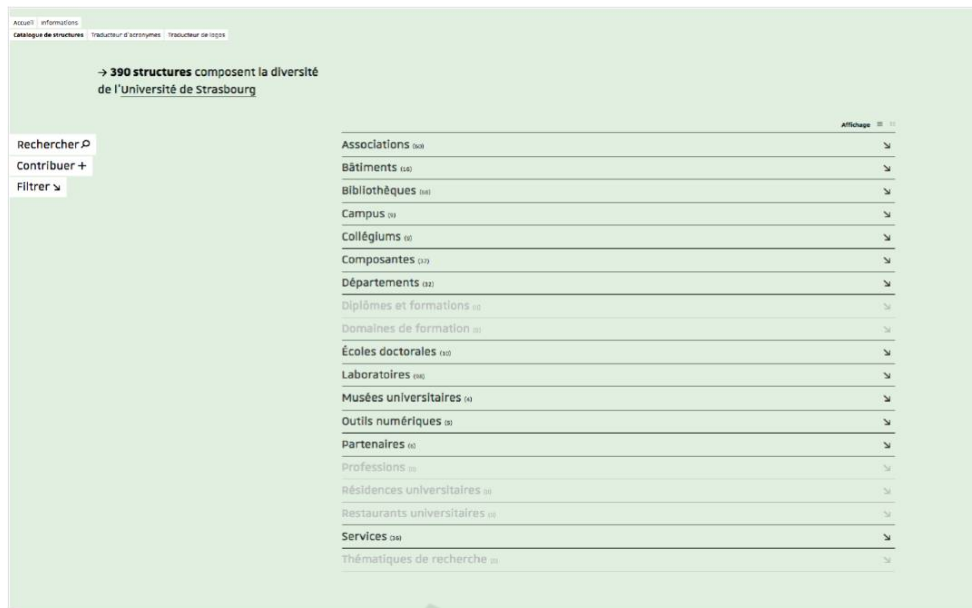 Accueil Informations
Catalogue de structures Traducteur d'acronymes Traducteur de logos
→ 390 structures composent la diversité
de l'Université de Strasbourg
Affichage
Rechercher
Contribuer +
Filtrer
Associations
Bâtiments
Bibliothèques
Campus
Collégiums
Composantes
Départements
Diplômes et formations
Domaines de formation
Écoles doctorales
Laboratoires
Musées universitaires
Outils numériques
Partenaires
Professions
Résidences universitaires
Restaurants universitaires
Services
Thématiques de recherche